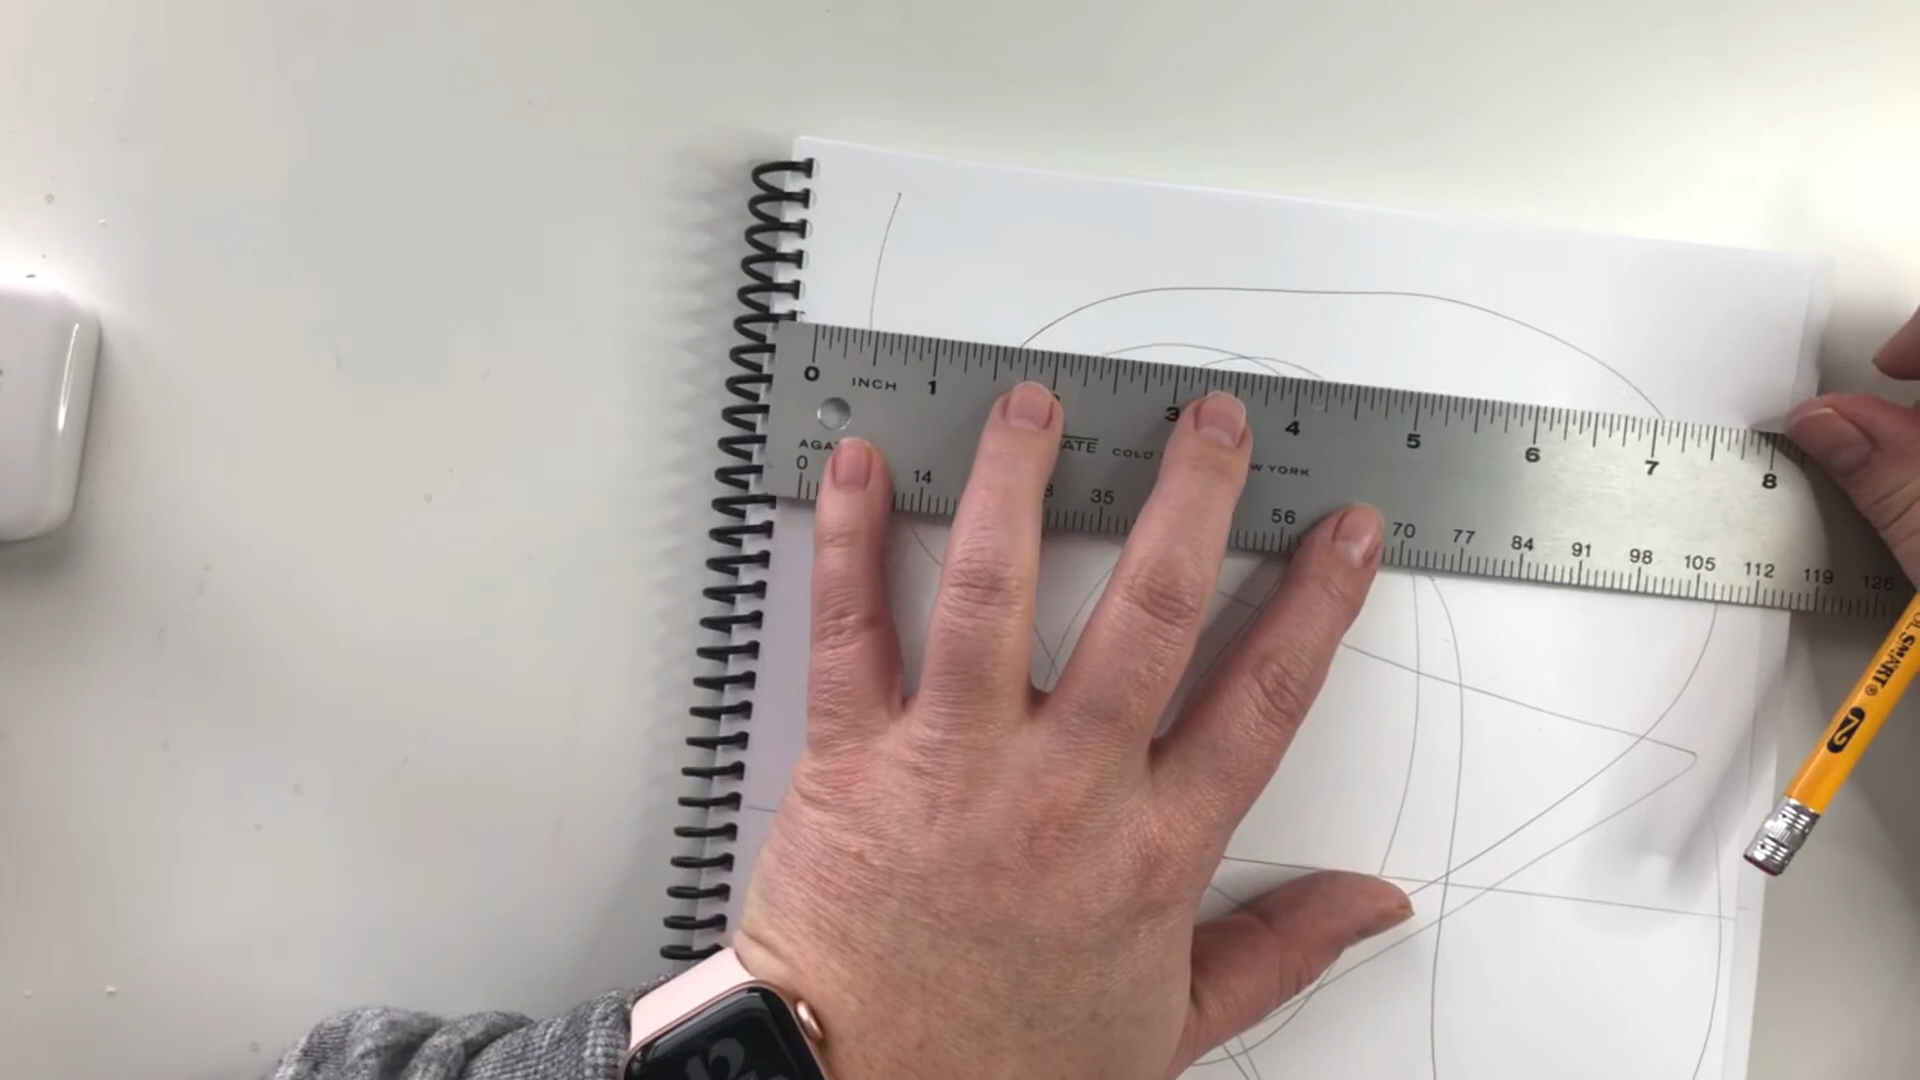 0 INCH 1 3 4 5 6 7 8
ATE COLD W YORK
AGA
0 14 35 56 70 77 84 91 98 105 112 119 126
SMART® 2